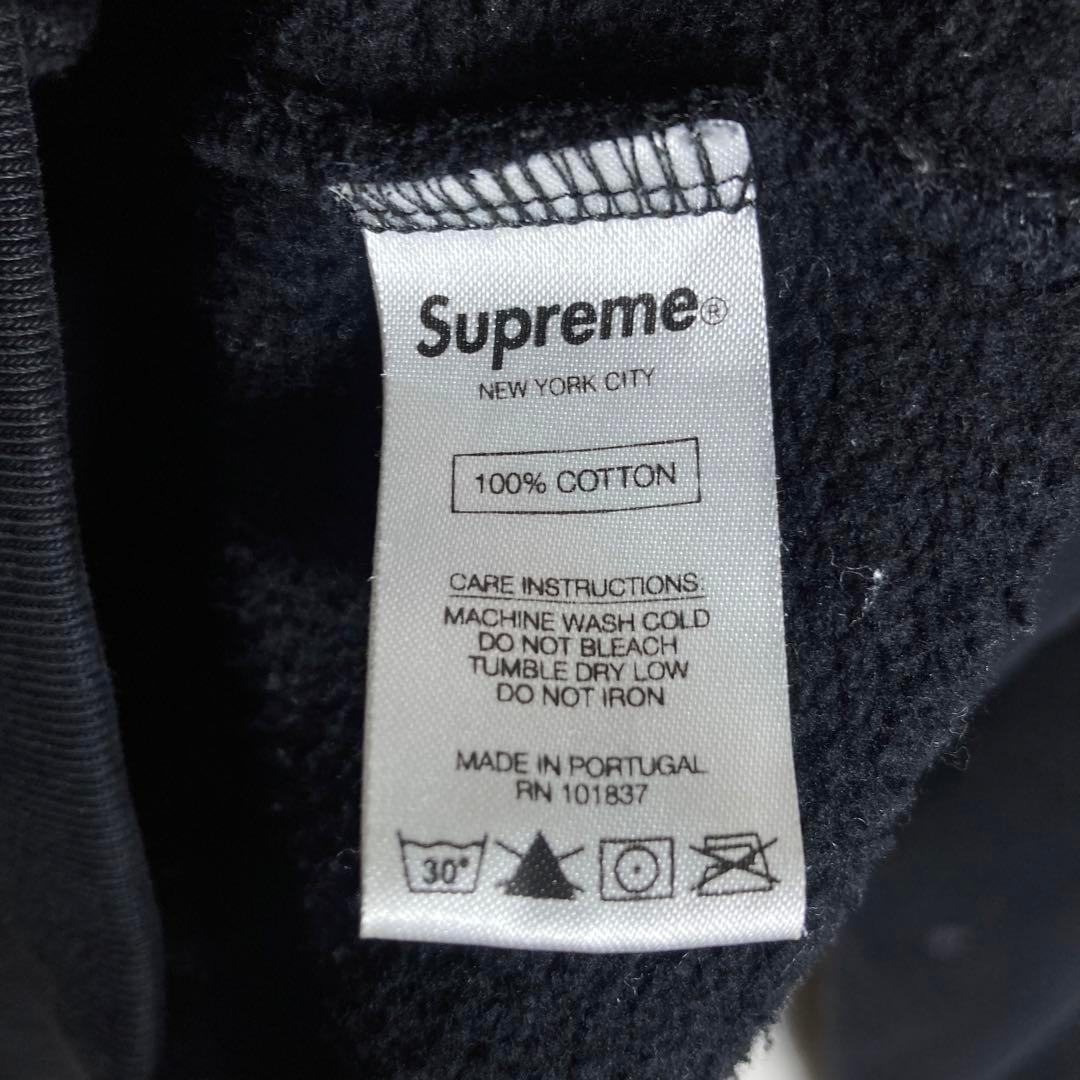 Supreme®
NEW YORK CITY
100% COTTON
CARE INSTRUCTIONS:
MACHINE WASH COLD
DO NOT BLEACH
TUMBLE DRY LOW
DO NOT IRON
MADE IN PORTUGAL
RN 101837
30°